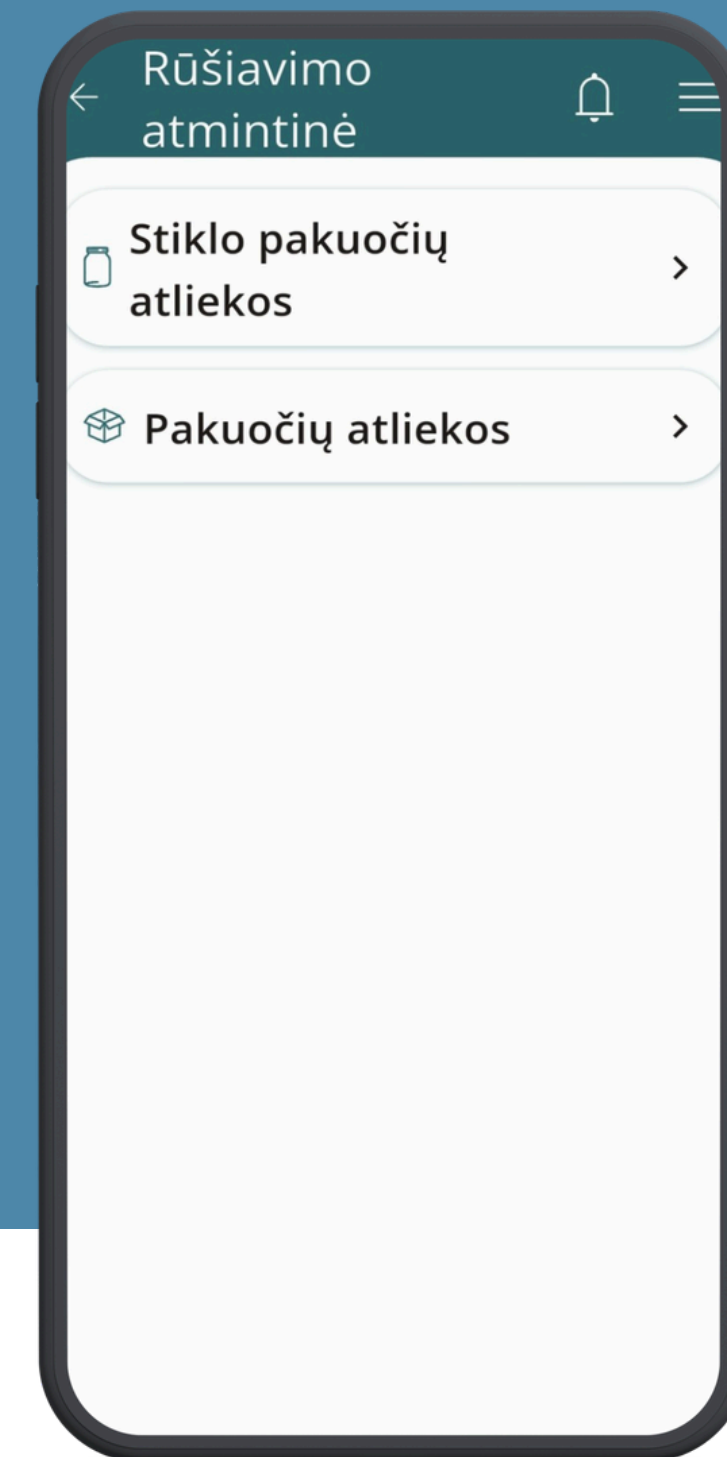 Rūšiavimo
atmintinė
Stiklo pakuočių
atliekos
Pakuočių atliekos